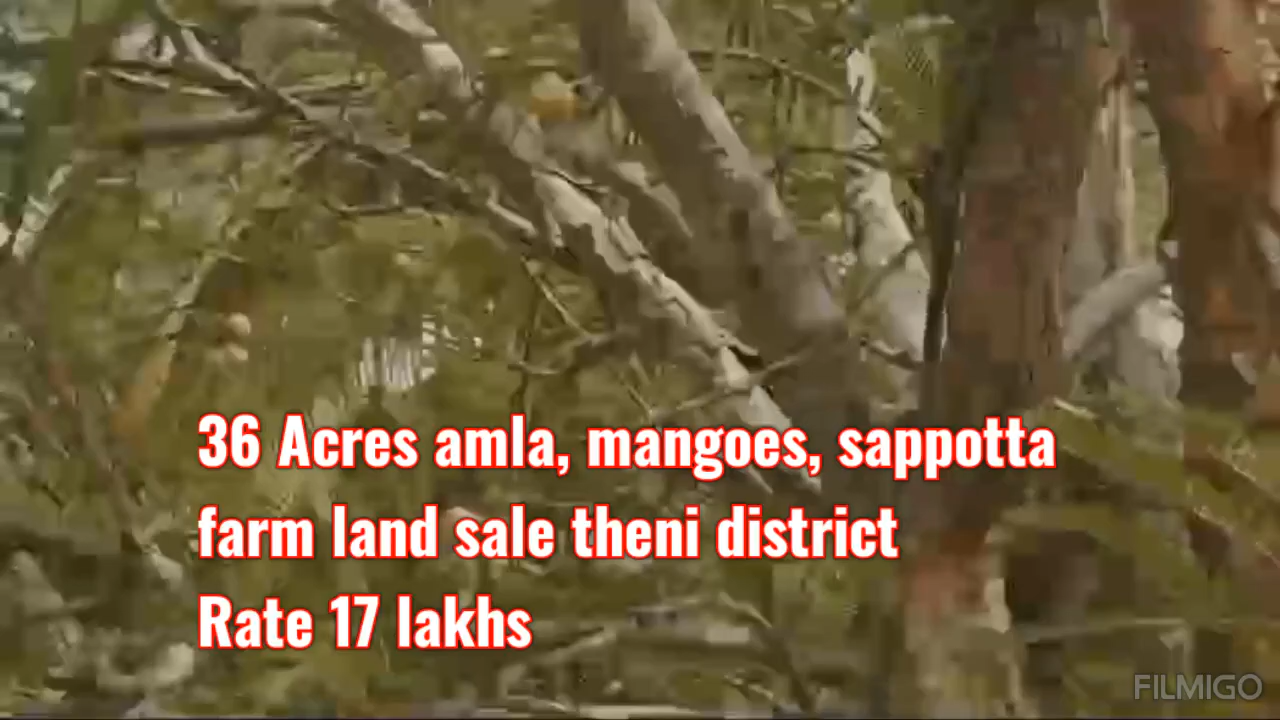 36 Acres amla, mangoes, sappotta
farm land sale theni district
Rate 17 lakhs
FILMIGO